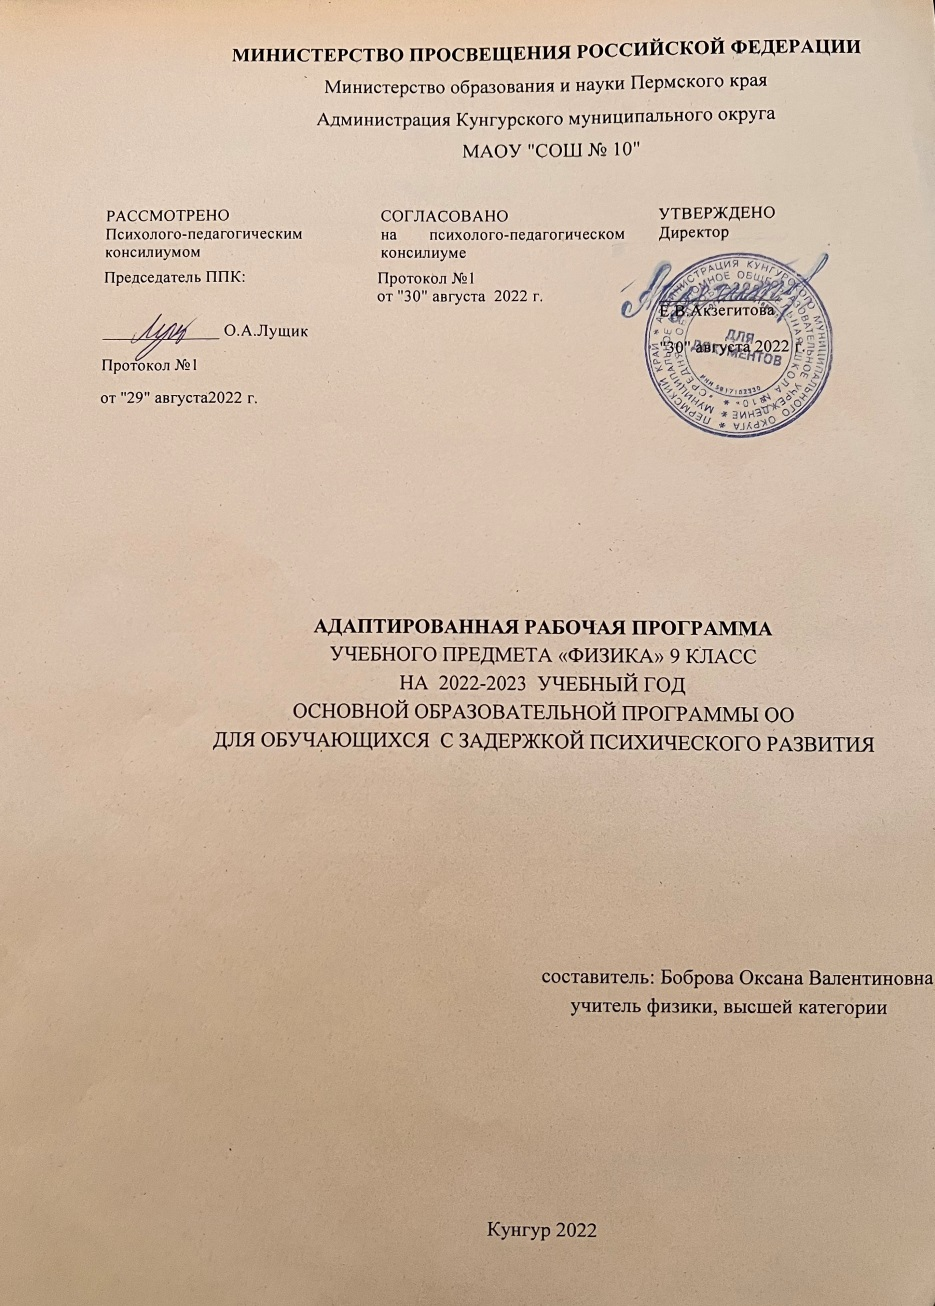 МИНИСТЕРСТВО ПРОСВЕЩЕНИЯ РОССИЙСКОЙ ФЕДЕРАЦИИ
Министерство образования и науки Пермского края
Администрация Кунгурского муниципального округа
МАОУ "СОШ № 10"
РАССМОТРЕНО
Психолого-педагогическим
консилиумом
Председатель ППК:
О.А.Лущик
Протокол №1
от "29" августа2022 г.
СОГЛАСОВАНО
на психолого-педагогическом
консилиуме
Протокол №1
от "30" августа 2022 г.
УТВЕРЖДЕНО
Директор
Е.В.Акзегитова
"30" августа 2022 г.
ДЛЯ
ДОКУМЕНТОВ
АДАПТИРОВАННАЯ РАБОЧАЯ ПРОГРАММА
УЧЕБНОГО ПРЕДМЕТА «ФИЗИКА» 9 КЛАСС
НА 2022-2023 УЧЕБНЫЙ ГОД
ОСНОВНОЙ ОБРАЗОВАТЕЛЬНОЙ ПРОГРАММЫ ОО
ДЛЯ ОБУЧАЮЩИХСЯ С ЗАДЕРЖКОЙ ПСИХИЧЕСКОГО РАЗВИТИЯ
составитель: Боброва Оксана Валентиновна
учитель физики, высшей категории
Кунгур 2022